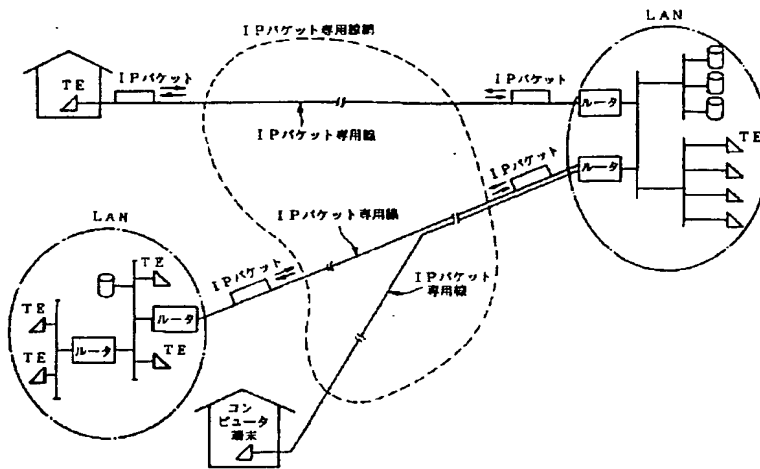 LAN
IPパケット専用線網
TE
IPパケット
IPパケット
ルータ
IPパケット専用線
TE
ルータ
IPパケット
IPパケット専用線
LAN
TE
IPパケット
IPパケット
専用線
TE
ルータ
ルータ
TE
TE
コン
ピュータ
端末